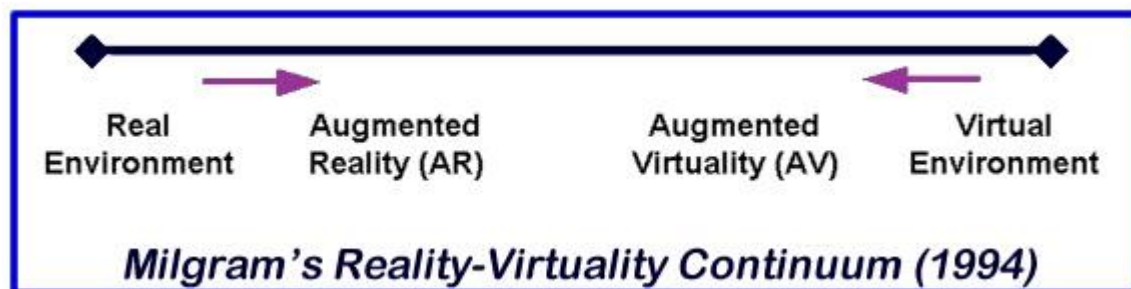 Real Environment
Augmented Reality (AR)
Augmented Virtuality (AV)
Virtual Environment
Milgram's Reality-Virtuality Continuum (1994)